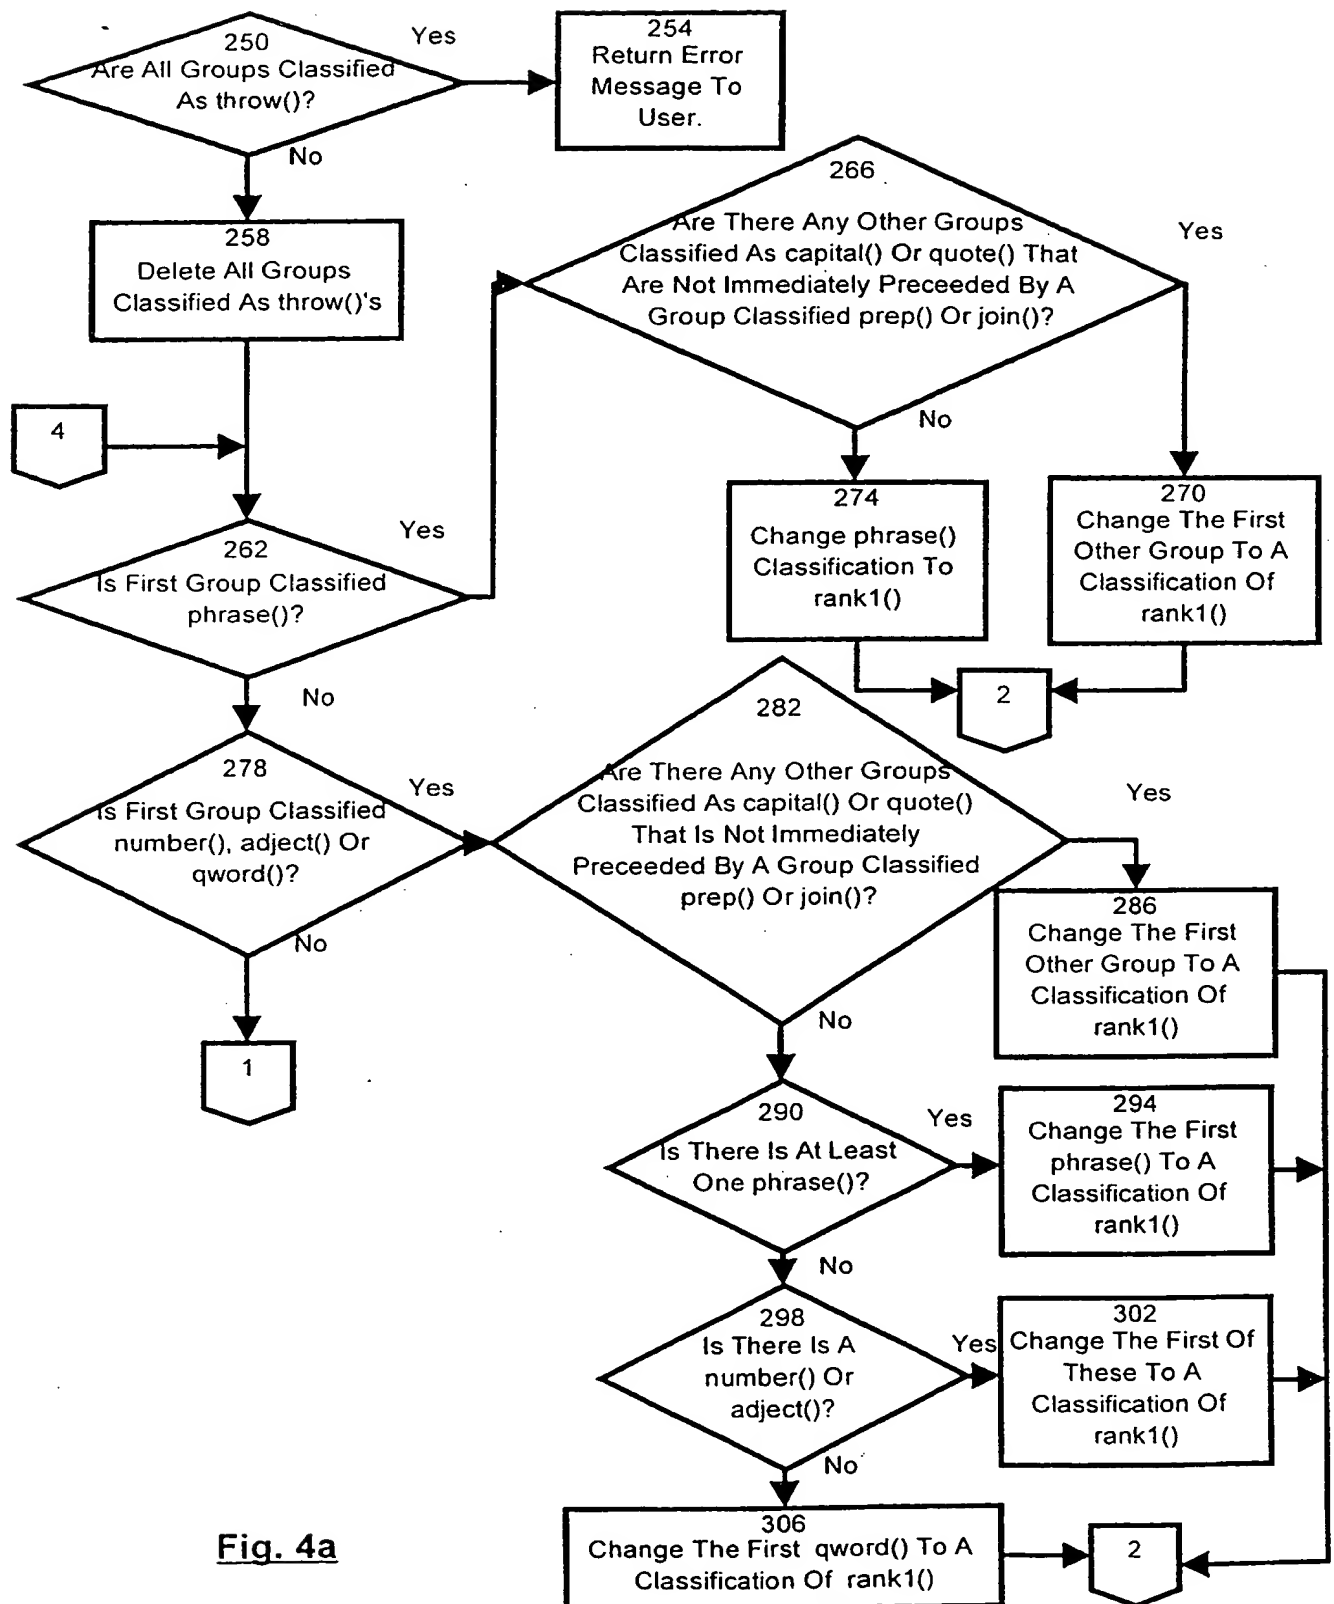 250
Are All Groups Classified
As throw()?
Yes
254
Return Error
Message To
User.
No
258
Delete All Groups
Classified As throw()'s
266
Are There Any Other Groups
Classified As capital() Or quote() That
Are Not Immediately Preceeded By A
Group Classified prep() Or join()?
Yes
No
4
262
Is First Group Classified
phrase()?
Yes
No
274
Change phrase()
Classification To
rank1()
270
Change The First
Other Group To A
Classification Of
rank1()
2
278
Is First Group Classified
number(), adject() Or
qword()?
Yes
No
1
282
Are There Any Other Groups
Classified As capital() Or quote()
That Is Not Immediately
Preceeded By A Group Classified
prep() Or join()?
Yes
No
286
Change The First
Other Group To A
Classification Of
rank1()
290
Is There Is At Least
One phrase()?
Yes
No
294
Change The First
phrase() To A
Classification Of
rank1()
298
Is There Is A
number() Or
adject()?
Yes
No
302
Change The First Of
These To A
Classification Of
rank1()
306
Change The First qword() To A
Classification Of rank1()
2
Fig. 4a